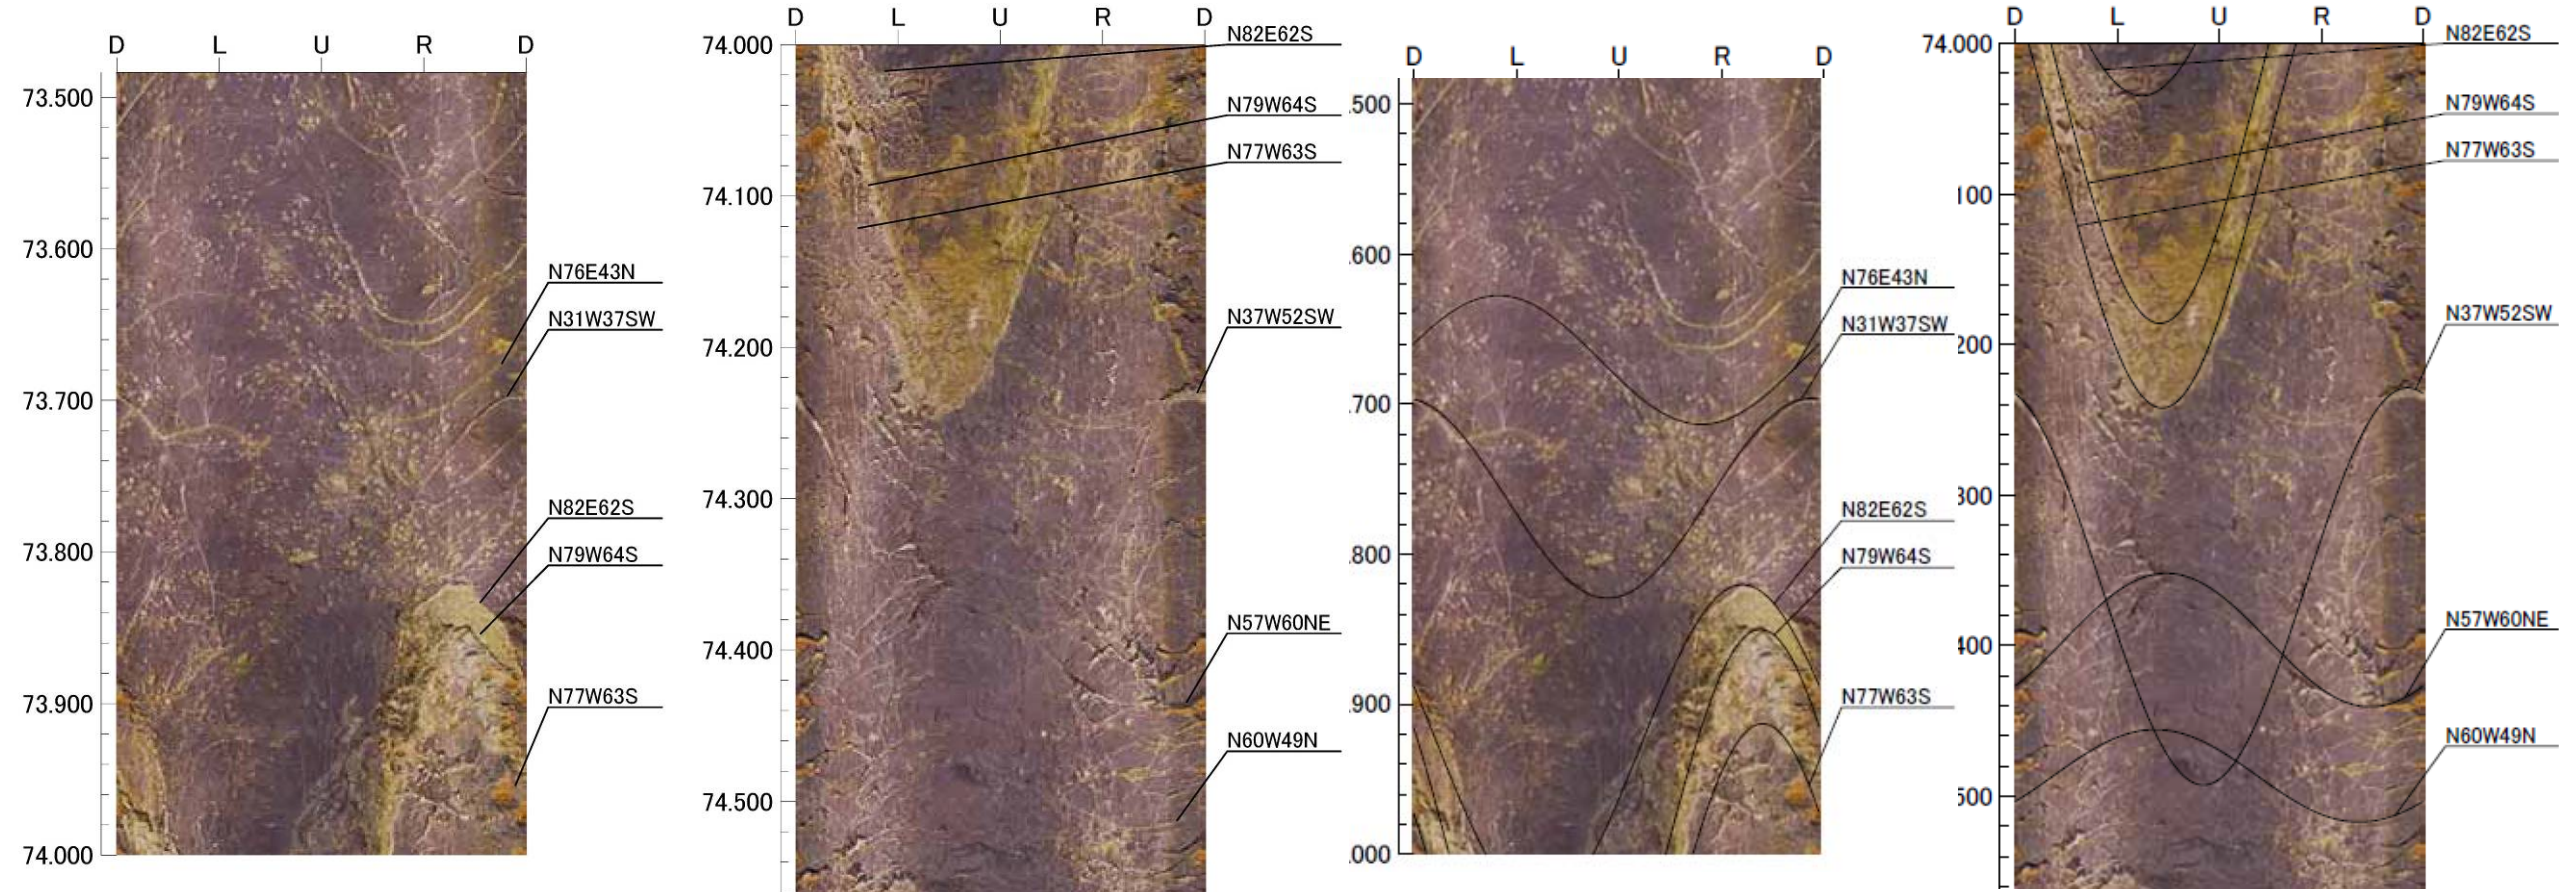 D L U R D
73.500
73.600
73.700
73.800
73.900
74.000
N76E43N
N31W37SW
N82E62S
N79W64S
N77W63S
D L U R D
74.000
74.100
74.200
74.300
74.400
74.500
N82E62S
N79W64S
N77W63S
N37W52SW
N57W60NE
N60W49N
D L U R D
.500
.600
.700
.800
.900
.000
N76E43N
N31W37SW
N82E62S
N79W64S
N77W63S
D L U R D
74.000
100
200
300
400
500
N82E62S
N79W64S
N77W63S
N37W52SW
N57W60NE
N60W49N